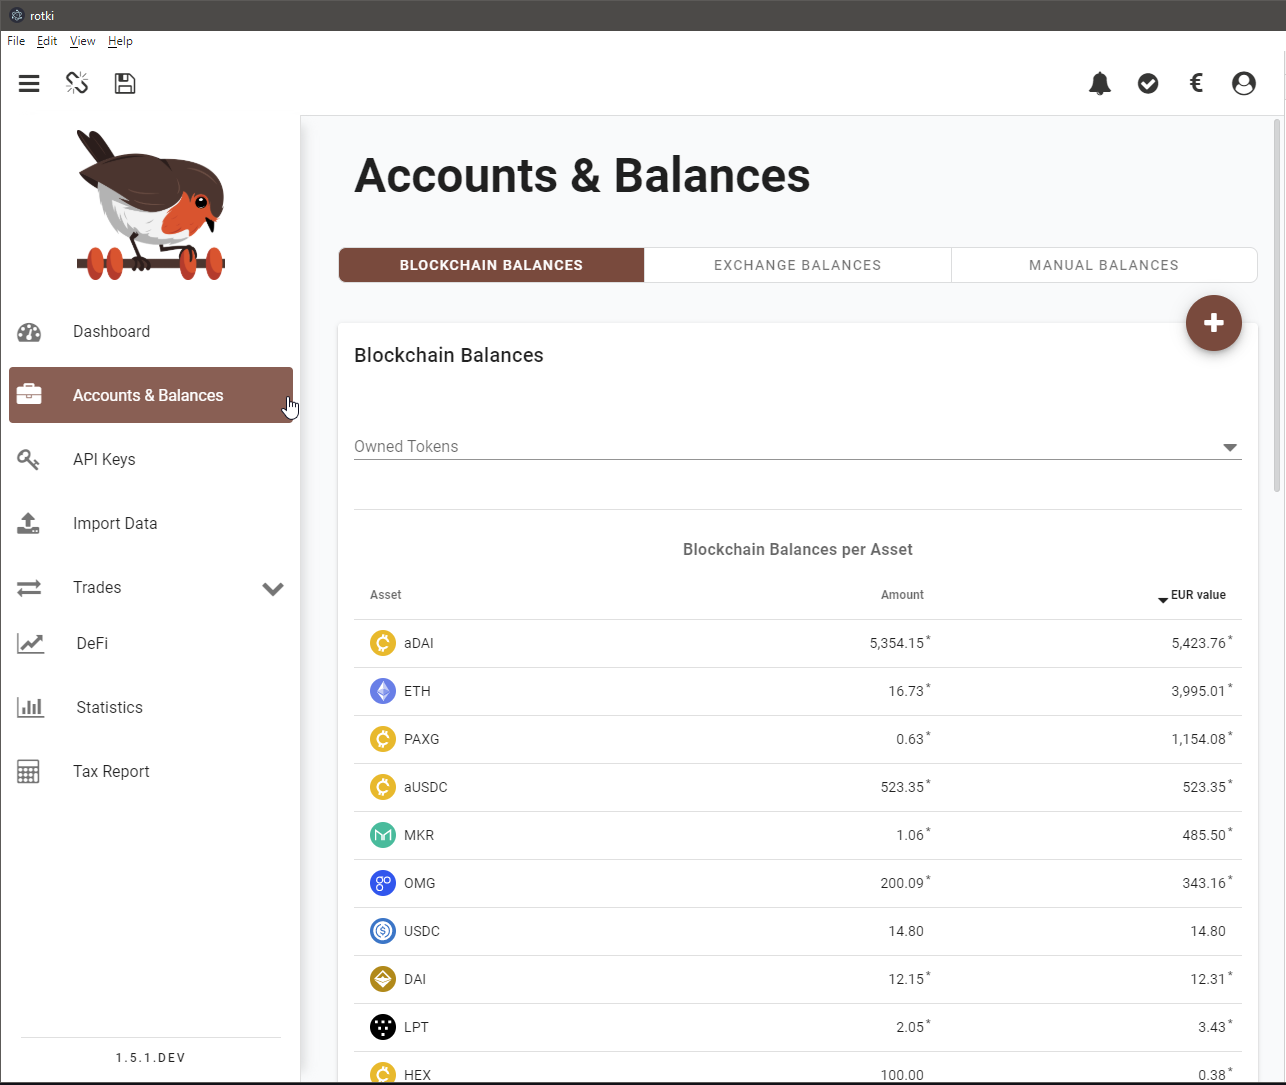 rotki
File Edit View Help
€
Accounts & Balances
BLOCKCHAIN BALANCES EXCHANGE BALANCES MANUAL BALANCES
Dashboard
Accounts & Balances
API Keys
Import Data
Trades
DeFi
Statistics
Tax Report
1.5.1.DEV
Blockchain Balances
Owned Tokens
Blockchain Balances per Asset
Asset Amount EUR value
aDAI 5,354.15* 5,423.76*
ETH 16.73* 3,995.01*
PAXG 0.63* 1,154.08*
aUSDC 523.35* 523.35*
MKR 1.06* 485.50*
OMG 200.09* 343.16*
USDC 14.80 14.80
DAI 12.15* 12.31*
LPT 2.05* 3.43*
HEX 100.00 0.38*